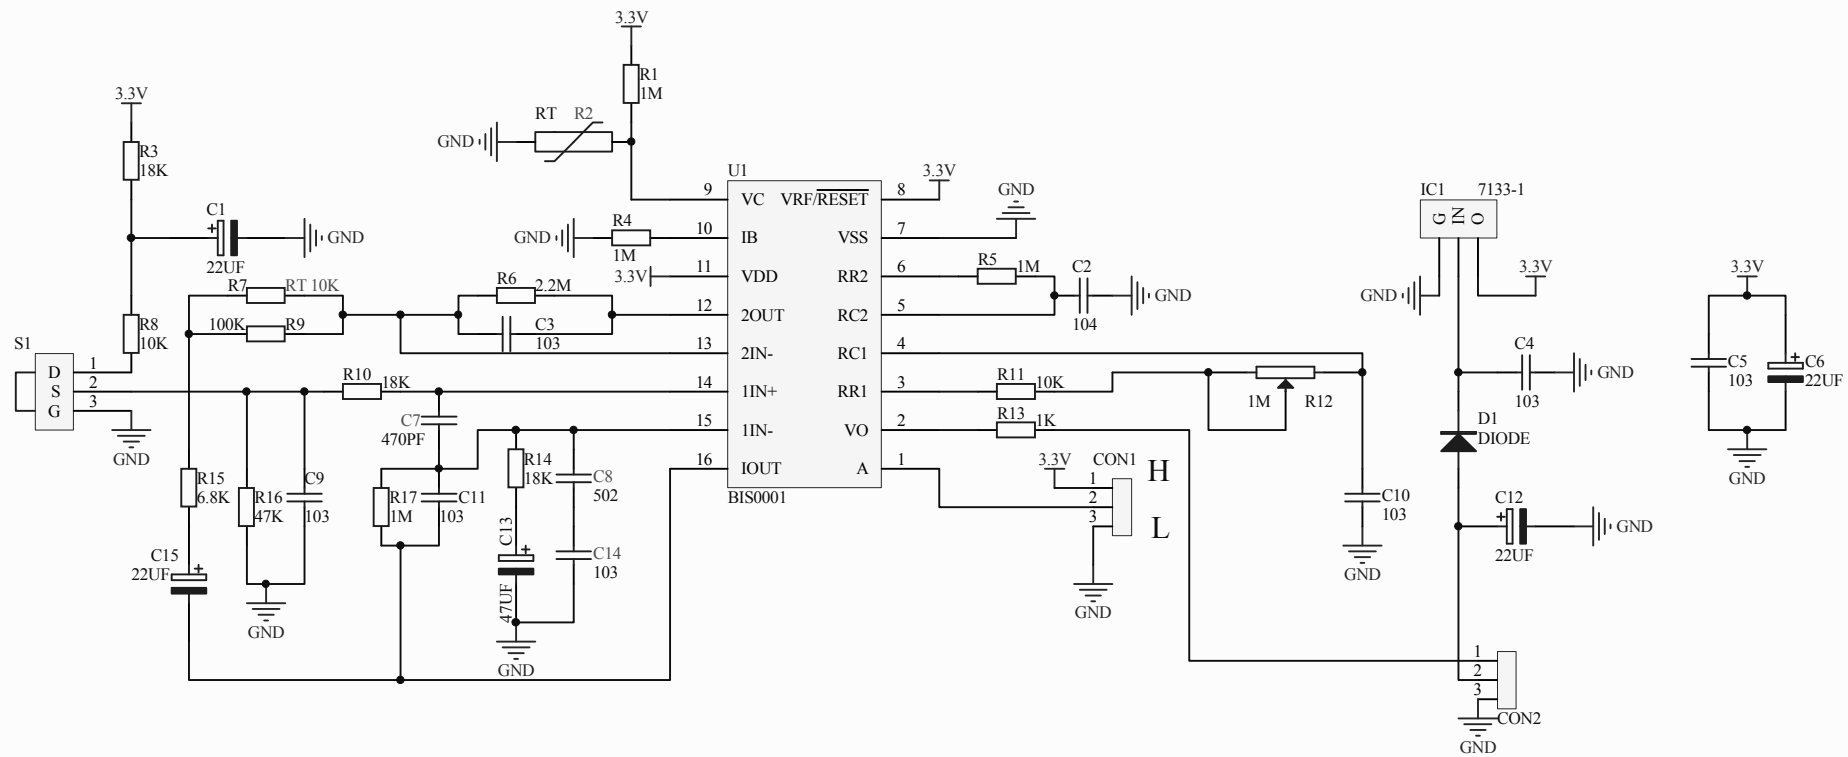 3.3V
R1
1M
RT R2
GND
3.3V
R3
18K
C1
22UF
GND
R8
10K
S1
D 1
S 2
G 3
GND
R7
RT 10K
100K
R9
R6
2.2M
C3
103
GND
R4
1M
3.3V
U1
9 VC
10 IB
11 VDD
12 2OUT
13 2IN-
14 1IN+
15 1IN-
16 IOUT
VRF/RESET 8
VSS 7
RR2 6
RC2 5
RC1 4
RR1 3
VO 2
A 1
BIS0001
3.3V
GND
R5
1M
C2
104
GND
R10
18K
C7
470PF
R15
6.8K
R16
47K
C9
103
GND
C15
22UF
R17
1M
C11
103
R14
18K
C8
502
C13
47UF
C14
103
GND
R11
10K
1M
R12
R13
1K
3.3V
CON1
1
2
3
H
L
GND
C10
103
GND
IC1 7133-1
G IN O
GND
3.3V
C4
103
GND
D1
DIODE
C12
22UF
GND
1
2
3
CON2
GND
3.3V
C5
103
C6
22UF
GND